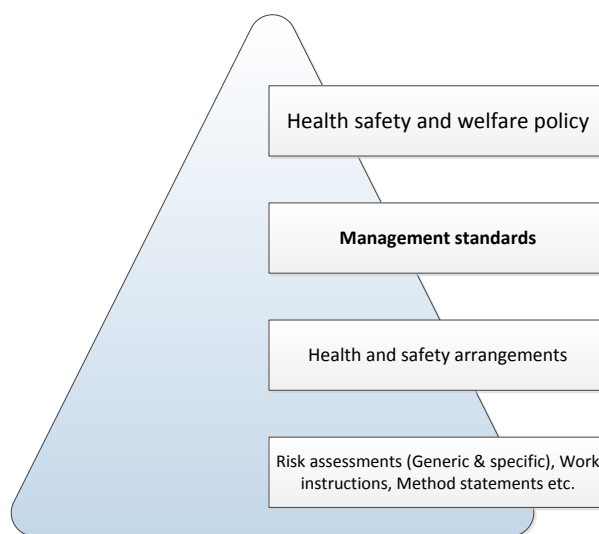 Health safety and welfare policy
Management standards
Health and safety arrangements
Risk assessments (Generic & specific), Work
instructions, Method statements etc.